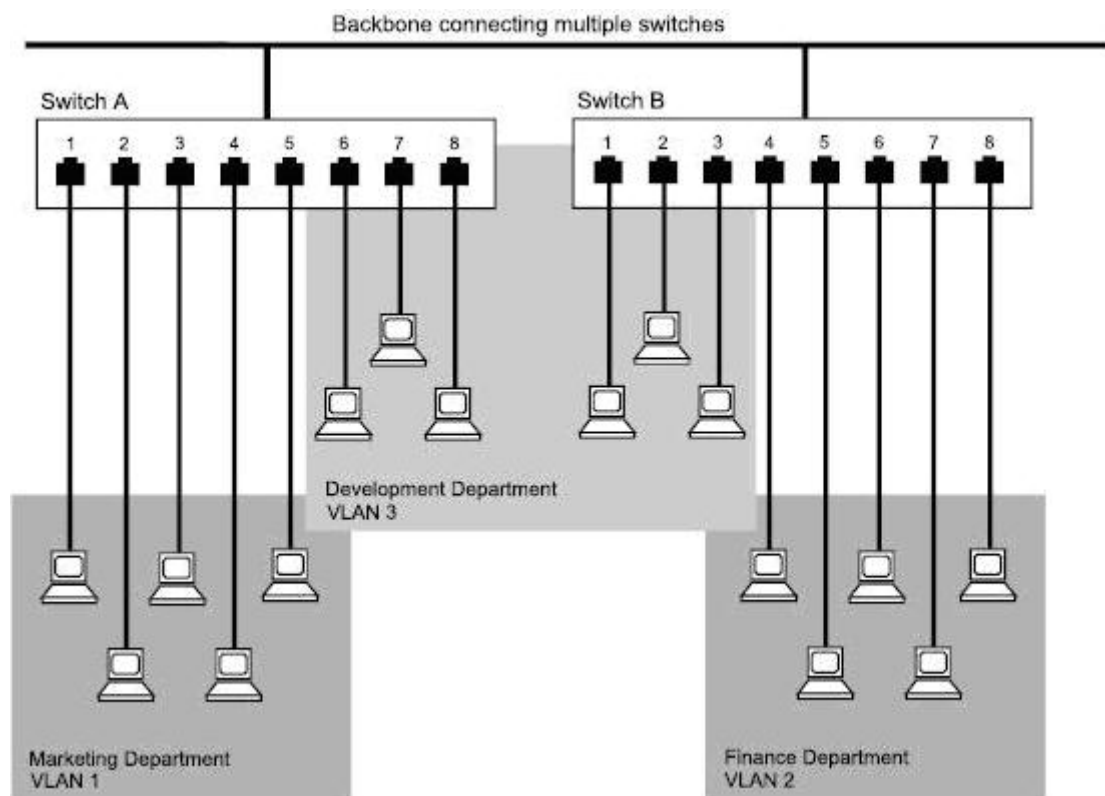 Backbone connecting multiple switches
Switch A
1 2 3 4 5 6 7 8
Switch B
1 2 3 4 5 6 7 8
Development Department
VLAN 3
Marketing Department
VLAN 1
Finance Department
VLAN 2